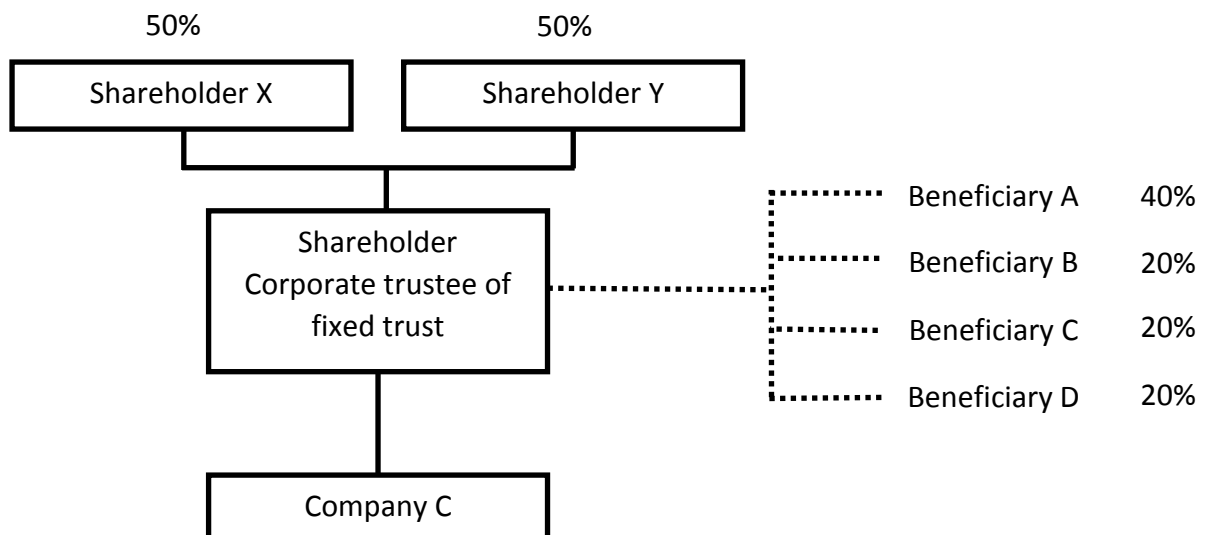 50% 50%
Shareholder X Shareholder Y
Shareholder
Corporate trustee of
fixed trust
Beneficiary A 40%
Beneficiary B 20%
Beneficiary C 20%
Beneficiary D 20%
Company C